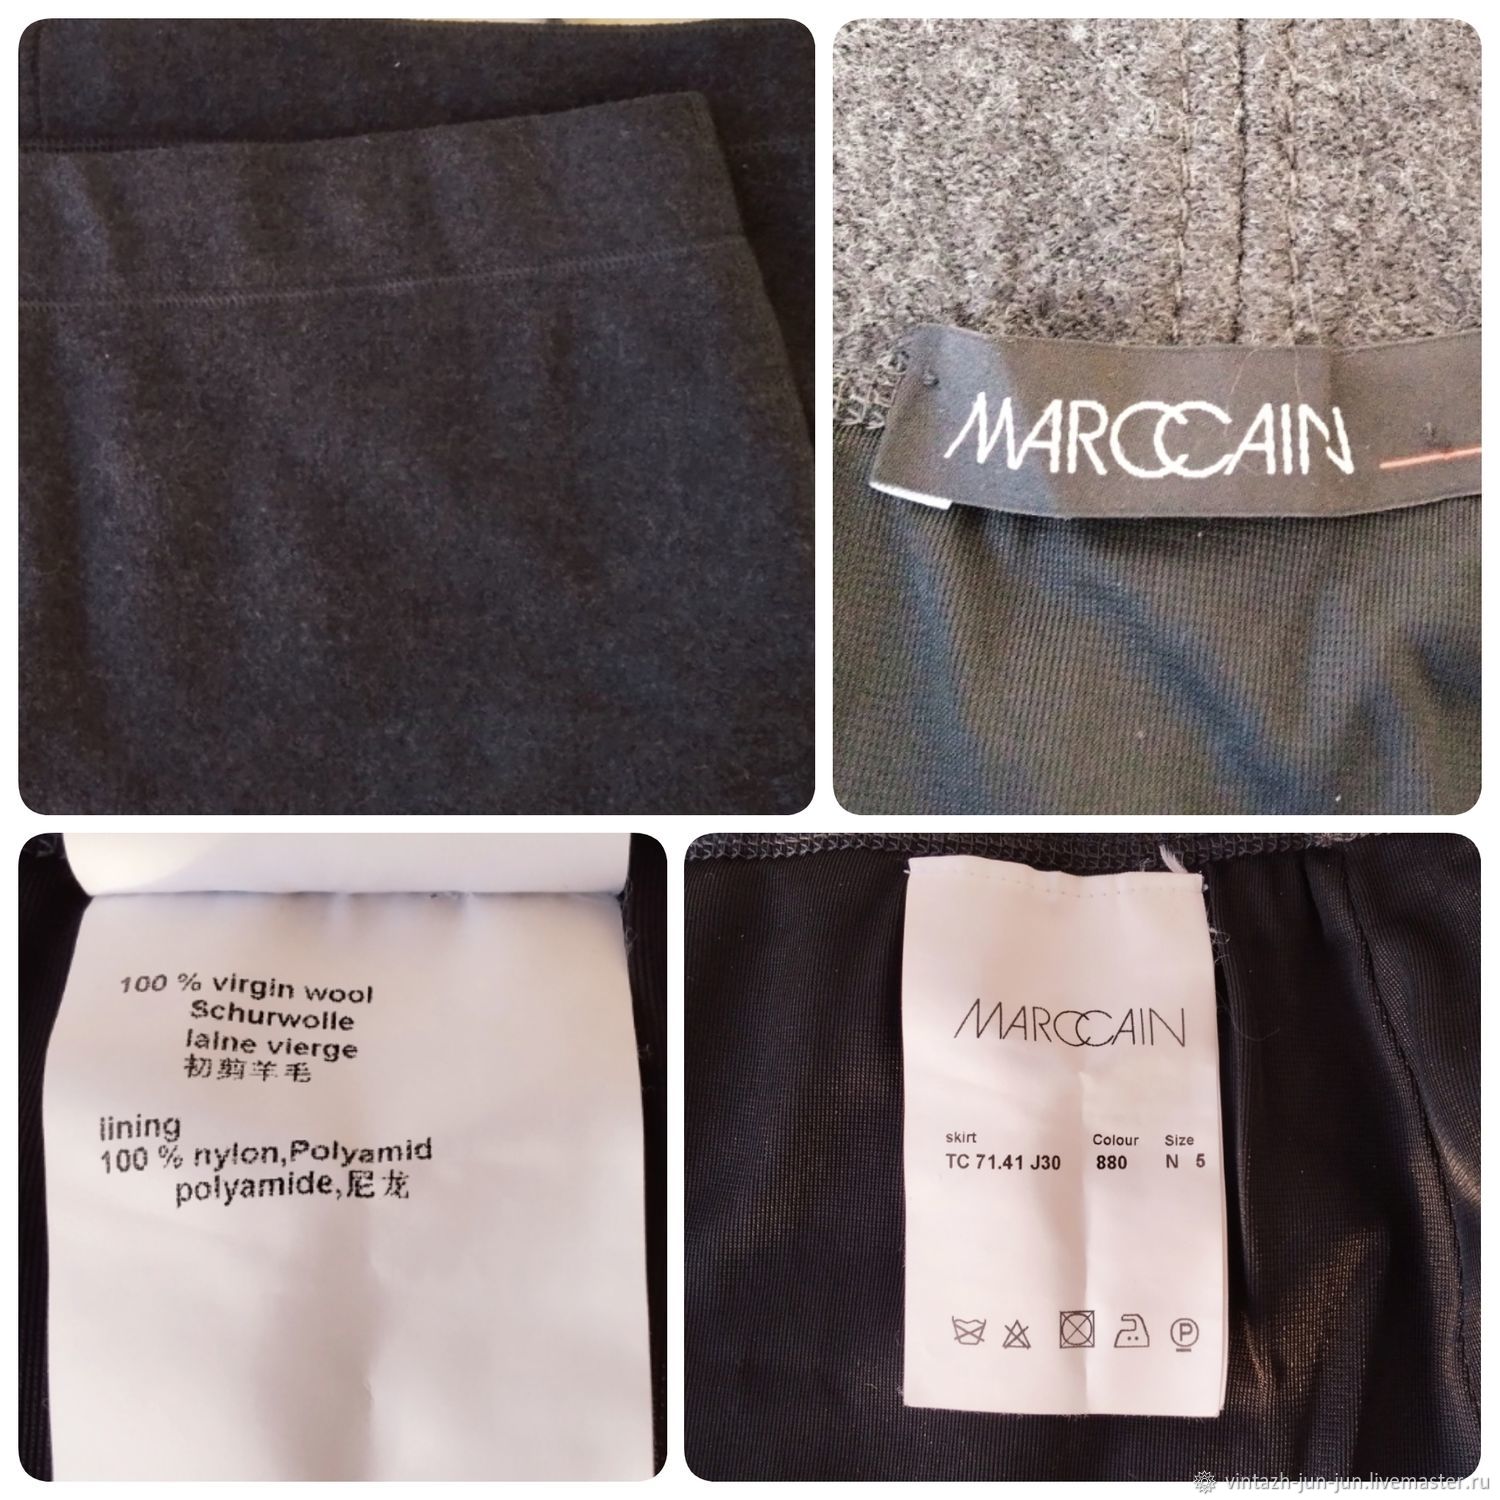 MARCCAIN
100 % virgin wool
Schurwolle
laine vierge
初剪羊毛
lining
100 % nylon,Polyamid
polyamide,尼龙
MARCCAIN
skirt Colour Size
TC 71.41 J30 880 N 5
P
vintazh-jun-jun.livemaster.ru